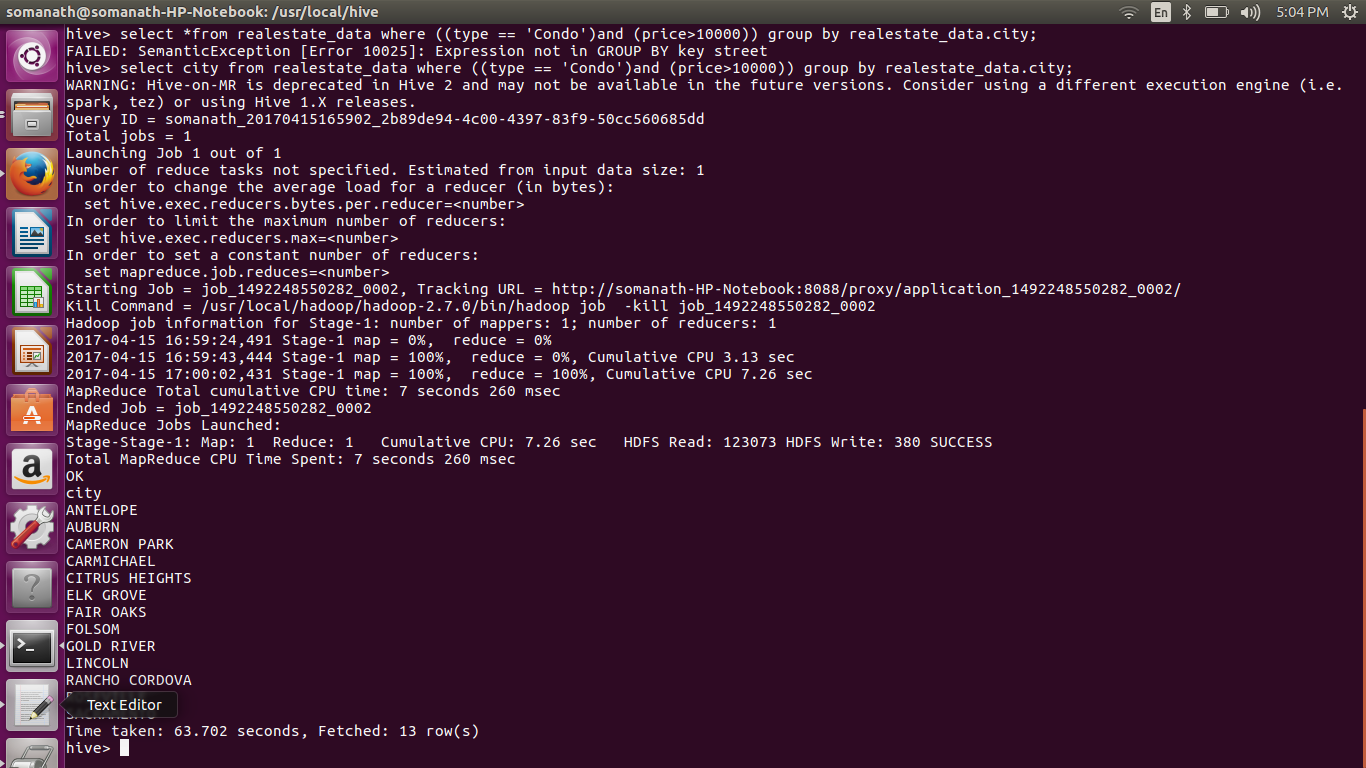 somanath@somanath-HP-Notebook: /usr/local/hive
En
5:04 PM
hive> select *from realestate_data where ((type == 'Condo')and (price>10000)) group by realestate_data.city;
FAILED: SemanticException [Error 10025]: Expression not in GROUP BY key street
hive> select city from realestate_data where ((type == 'Condo')and (price>10000)) group by realestate_data.city;
WARNING: Hive-on-MR is deprecated in Hive 2 and may not be available in the future versions. Consider using a different execution engine (i.e.
spark, tez) or using Hive 1.X releases.
Query ID = somanath_20170415165902_2b89de94-4c00-4397-83f9-50cc560685dd
Total jobs = 1
Launching Job 1 out of 1
Number of reduce tasks not specified. Estimated from input data size: 1
In order to change the average load for a reducer (in bytes):
  set hive.exec.reducers.bytes.per.reducer=<number>
In order to limit the maximum number of reducers:
  set hive.exec.reducers.max=<number>
In order to set a constant number of reducers:
  set mapreduce.job.reduces=<number>
Starting Job = job_1492248550282_0002, Tracking URL = http://somanath-HP-Notebook:8088/proxy/application_1492248550282_0002/
Kill Command = /usr/local/hadoop/hadoop-2.7.0/bin/hadoop job  -kill job_1492248550282_0002
Hadoop job information for Stage-1: number of mappers: 1; number of reducers: 1
2017-04-15 16:59:24,491 Stage-1 map = 0%,  reduce = 0%
2017-04-15 16:59:43,444 Stage-1 map = 100%,  reduce = 0%, Cumulative CPU 3.13 sec
2017-04-15 17:00:02,431 Stage-1 map = 100%,  reduce = 100%, Cumulative CPU 7.26 sec
MapReduce Total cumulative CPU time: 7 seconds 260 msec
Ended Job = job_1492248550282_0002
MapReduce Jobs Launched:
Stage-Stage-1: Map: 1  Reduce: 1   Cumulative CPU: 7.26 sec   HDFS Read: 123073 HDFS Write: 380 SUCCESS
Total MapReduce CPU Time Spent: 7 seconds 260 msec
OK
city
ANTELOPE
AUBURN
CAMERON PARK
CARMICHAEL
CITRUS HEIGHTS
ELK GROVE
FAIR OAKS
FOLSOM
GOLD RIVER
LINCOLN
RANCHO CORDOVA
Text Editor
SACRAMENTO
Time taken: 63.702 seconds, Fetched: 13 row(s)
hive>